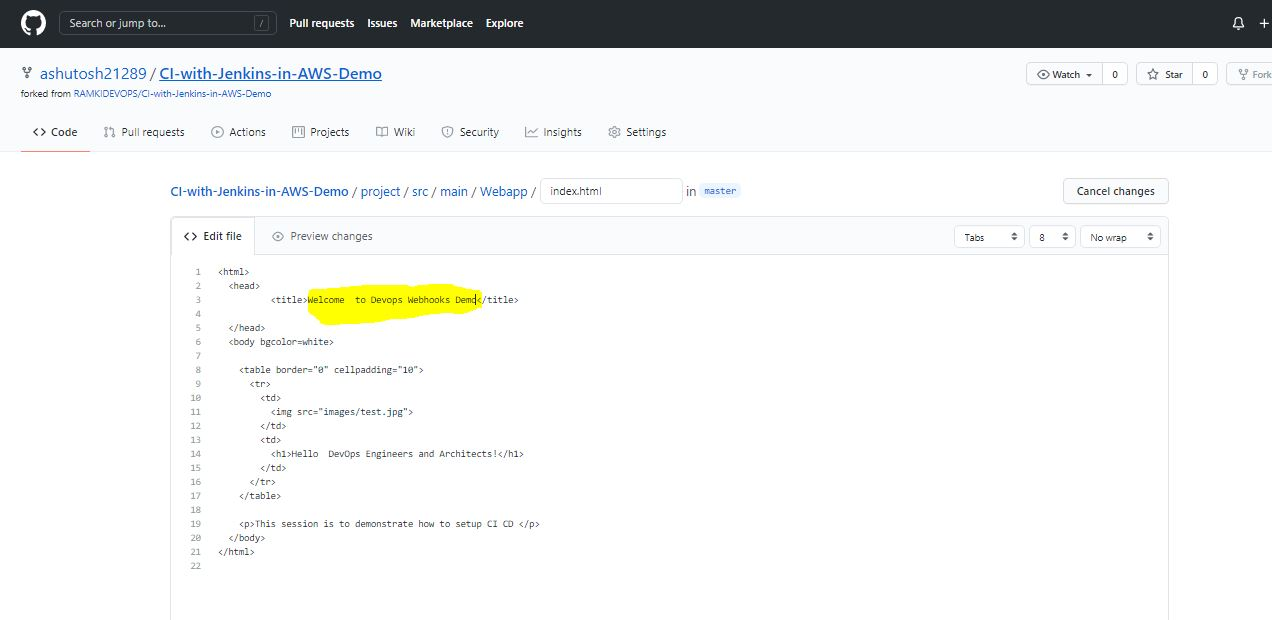 Search or jump to... /
Pull requests Issues Marketplace Explore
ashutosh21289 / CI-with-Jenkins-in-AWS-Demo
Watch 0 Star 0 Fork
forked from RAMKIDEVOPS/CI-with-Jenkins-in-AWS-Demo
<> Code Pull requests Actions Projects Wiki Security Insights Settings
CI-with-Jenkins-in-AWS-Demo / project / src / main / Webapp / index.html in master Cancel changes
<> Edit file Preview changes Tabs 8 No wrap
1 <html>
2 <head>
3 <title>Welcome  to Devops Webhooks Demo</title>
4
5 </head>
6 <body bgcolor=white>
7
8 <table border="0" cellpadding="10">
9 <tr>
10 <td>
11 <img src="images/test.jpg">
12 </td>
13 <td>
14 <h1>Hello  DevOps Engineers and Architects!</h1>
15 </td>
16 </tr>
17 </table>
18
19 <p>This session is to demonstrate how to setup CI CD </p>
20 </body>
21 </html>
22